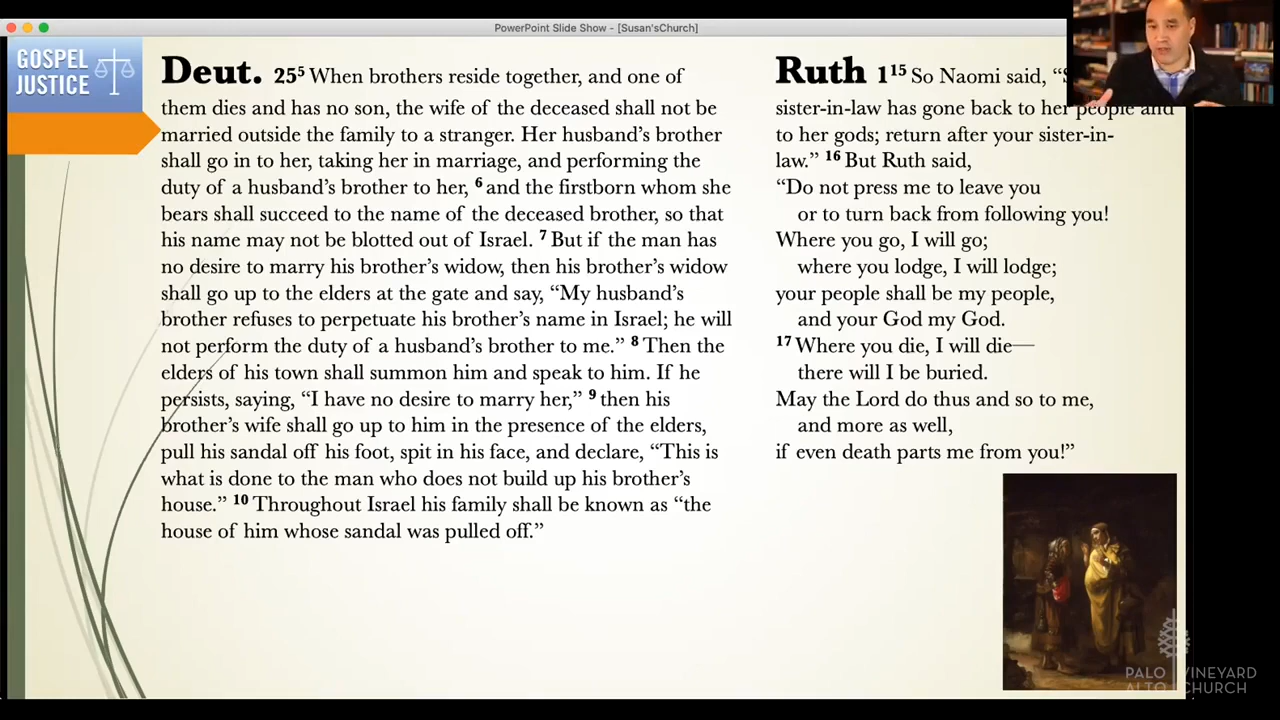 PowerPoint Slide Show - [Susan'sChurch]
GOSPEL
JUSTICE
Deut. 25⁵ When brothers reside together, and one of
them dies and has no son, the wife of the deceased shall not be
married outside the family to a stranger. Her husband’s brother
shall go in to her, taking her in marriage, and performing the
duty of a husband’s brother to her, ⁶ and the firstborn whom she
bears shall succeed to the name of the deceased brother, so that
his name may not be blotted out of Israel. ⁷ But if the man has
no desire to marry his brother’s widow, then his brother’s widow
shall go up to the elders at the gate and say, “My husband’s
brother refuses to perpetuate his brother’s name in Israel; he will
not perform the duty of a husband’s brother to me.” ⁸ Then the
elders of his town shall summon him and speak to him. If he
persists, saying, “I have no desire to marry her,” ⁹ then his
brother’s wife shall go up to him in the presence of the elders,
pull his sandal off his foot, spit in his face, and declare, “This is
what is done to the man who does not build up his brother’s
house.” ¹⁰ Throughout Israel his family shall be known as “the
house of him whose sandal was pulled off.”
Ruth 1¹⁵ So Naomi said,
sister-in-law has gone back to her people and
to her gods; return after your sister-in-
law.” ¹⁶ But Ruth said,
“Do not press me to leave you
or to turn back from following you!
Where you go, I will go;
where you lodge, I will lodge;
your people shall be my people,
and your God my God.
¹⁷ Where you die, I will die—
there will I be buried.
May the Lord do thus and so to me,
and more as well,
if even death parts me from you!”
PALO VINEYARD
ALTO CHURCH